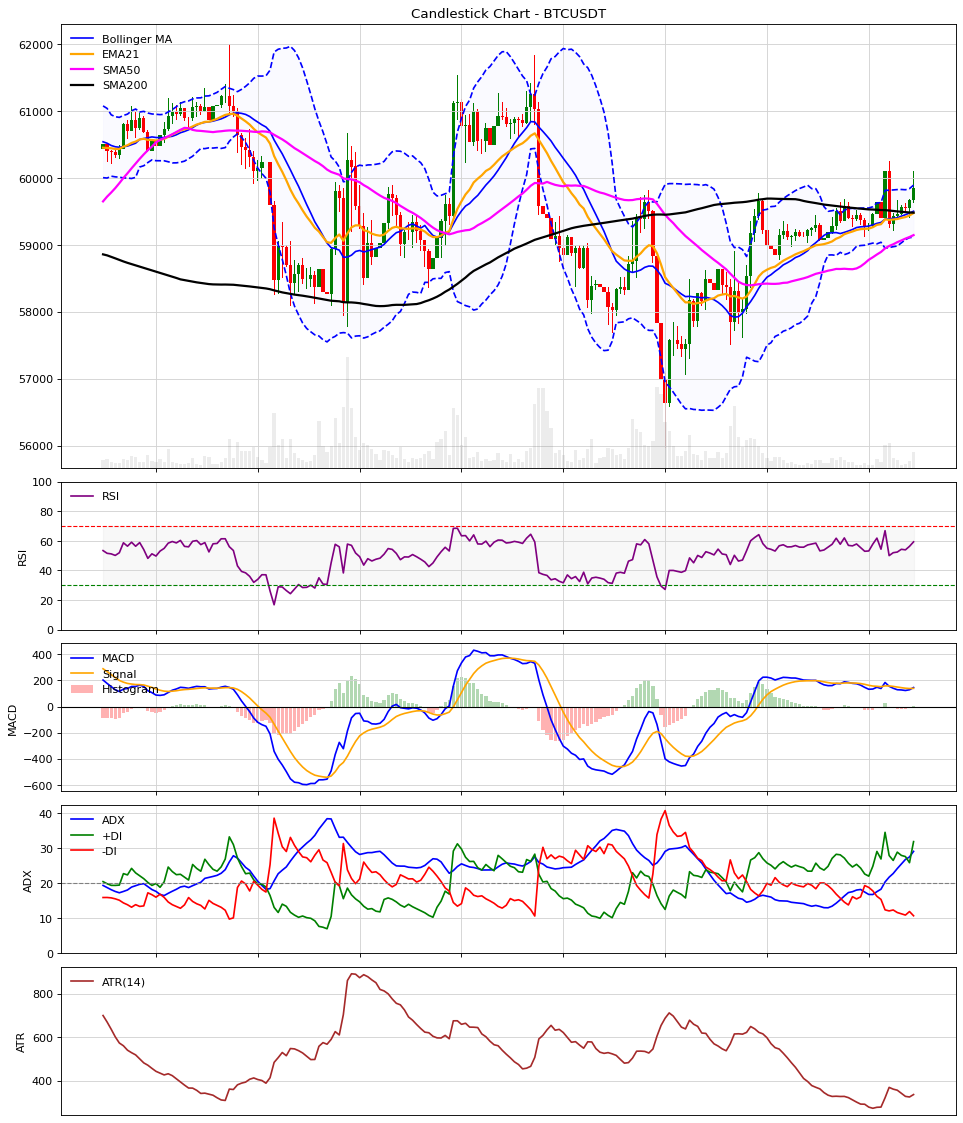 Candlestick Chart - BTCUSDT
62000
61000
60000
59000
58000
57000
56000
Bollinger MA
EMA21
SMA50
SMA200
100
80
60
40
20
0
RSI
RSI
400
200
0
−200
−400
−600
MACD
MACD
Signal
Histogram
40
30
20
10
0
ADX
ADX
+DI
-DI
800
600
400
ATR
ATR(14)